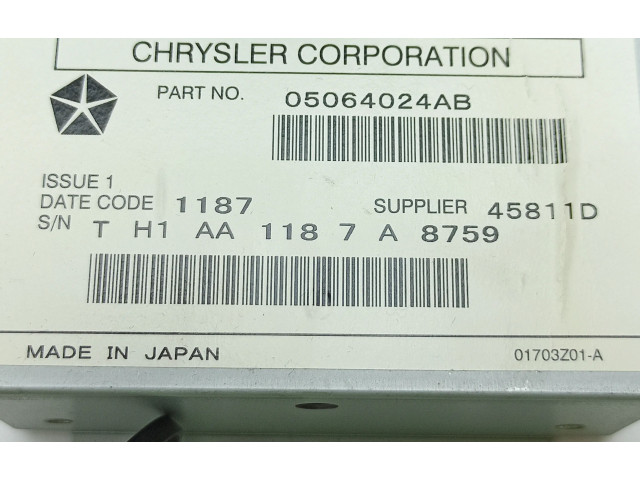 CHRYSLER CORPORATION
PART NO. 05064024AB
ISSUE 1
DATE CODE 1187 SUPPLIER 45811D
S/N T H1 AA 118 7 A 8759
MADE IN JAPAN 01703Z01-A